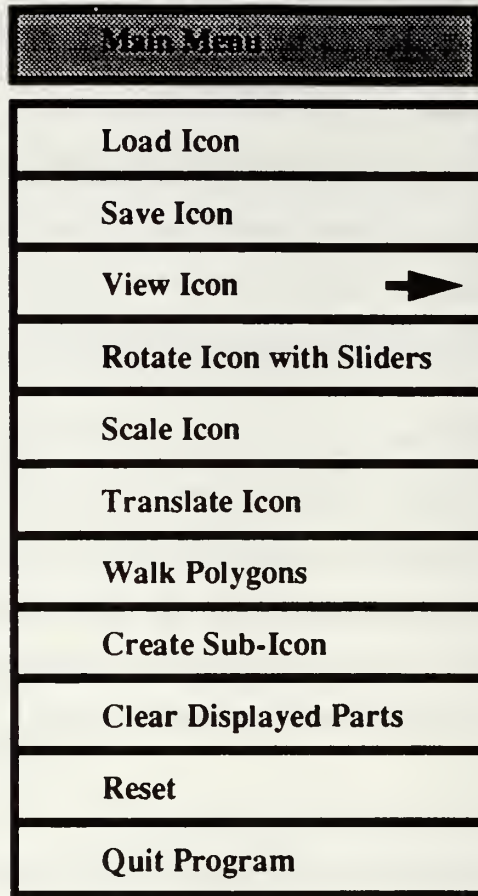 Main Menu
Load Icon
Save Icon
View Icon
Rotate Icon with Sliders
Scale Icon
Translate Icon
Walk Polygons
Create Sub-Icon
Clear Displayed Parts
Reset
Quit Program